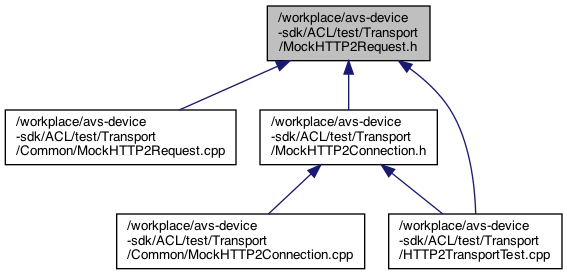 /workplace/avs-device
-sdk/ACL/test/Transport
/MockHTTP2Request.h
/workplace/avs-device
-sdk/ACL/test/Transport
/Common/MockHTTP2Request.cpp
/workplace/avs-device
-sdk/ACL/test/Transport
/MockHTTP2Connection.h
/workplace/avs-device
-sdk/ACL/test/Transport
/Common/MockHTTP2Connection.cpp
/workplace/avs-device
-sdk/ACL/test/Transport
/HTTP2TransportTest.cpp